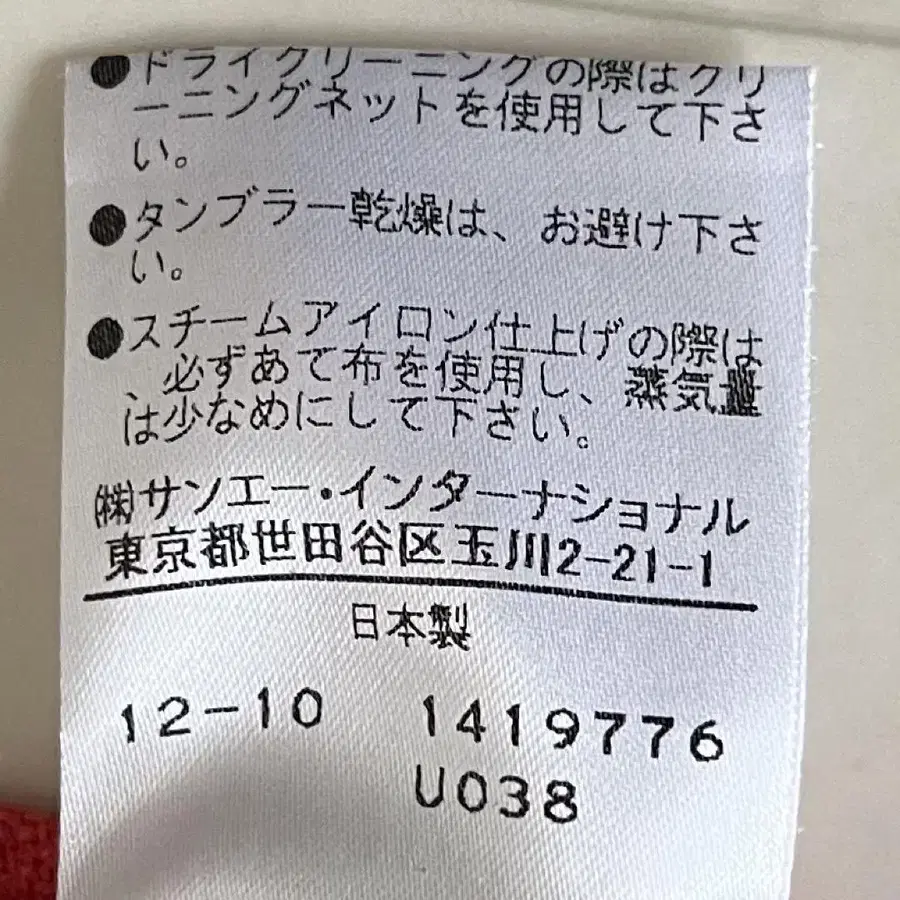 ●ドライクリーニングの際はクリ
ーニングネットを使用して下さ
い。
●タンブラー乾燥は、お避け下さ
い。
●スチームアイロン仕上げの際は
、必ずあて布を使用し、蒸気量
は少なめにして下さい。
㈱サンエー・インターナショナル
東京都世田谷区玉川2-21-1
日本製
12-10 1419776
U038